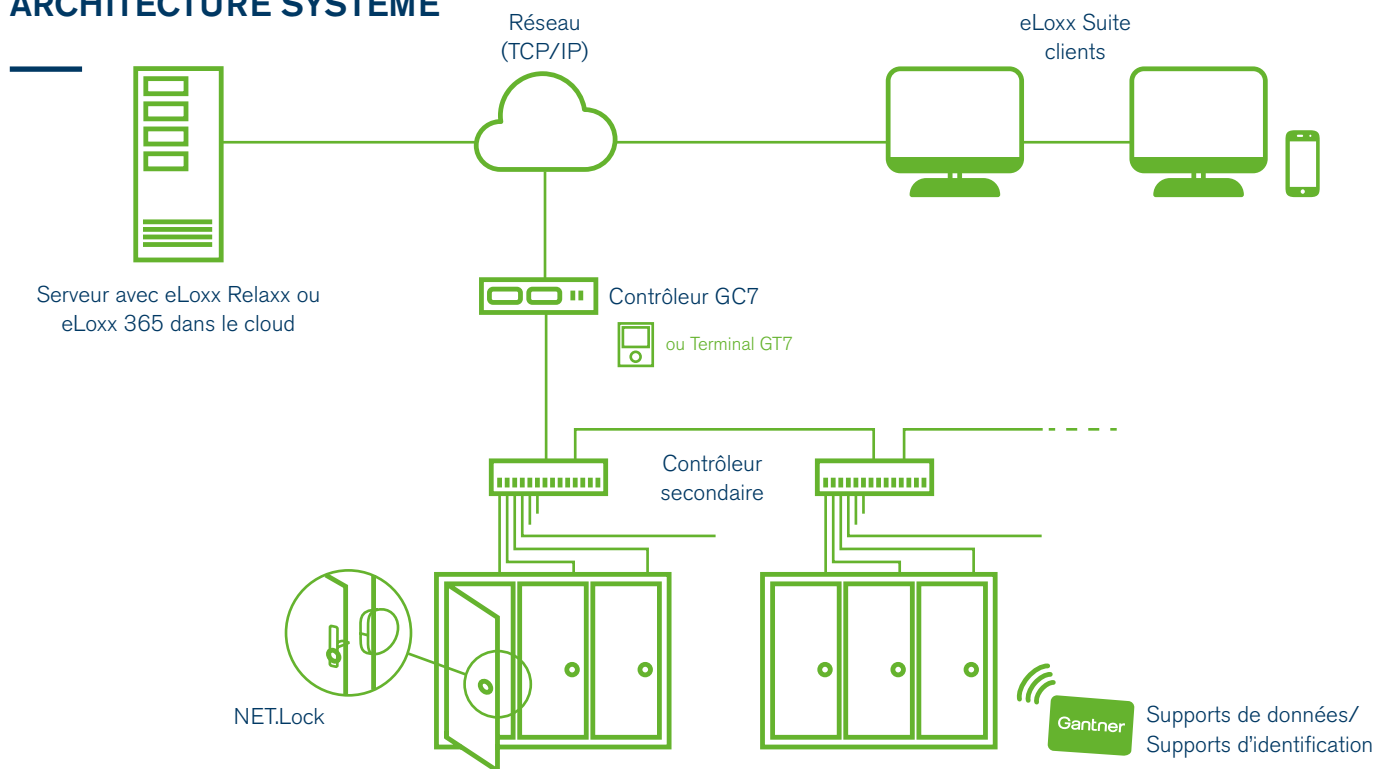 ARCHITECTURE SYSTÈME
Réseau
(TCP/IP)
eLoxx Suite
clients
Serveur avec eLoxx Relaxx ou
eLoxx 365 dans le cloud
Contrôleur GC7
ou Terminal GT7
Contrôleur
secondaire
NET.Lock
Gantner
Supports de données/
Supports d'identification